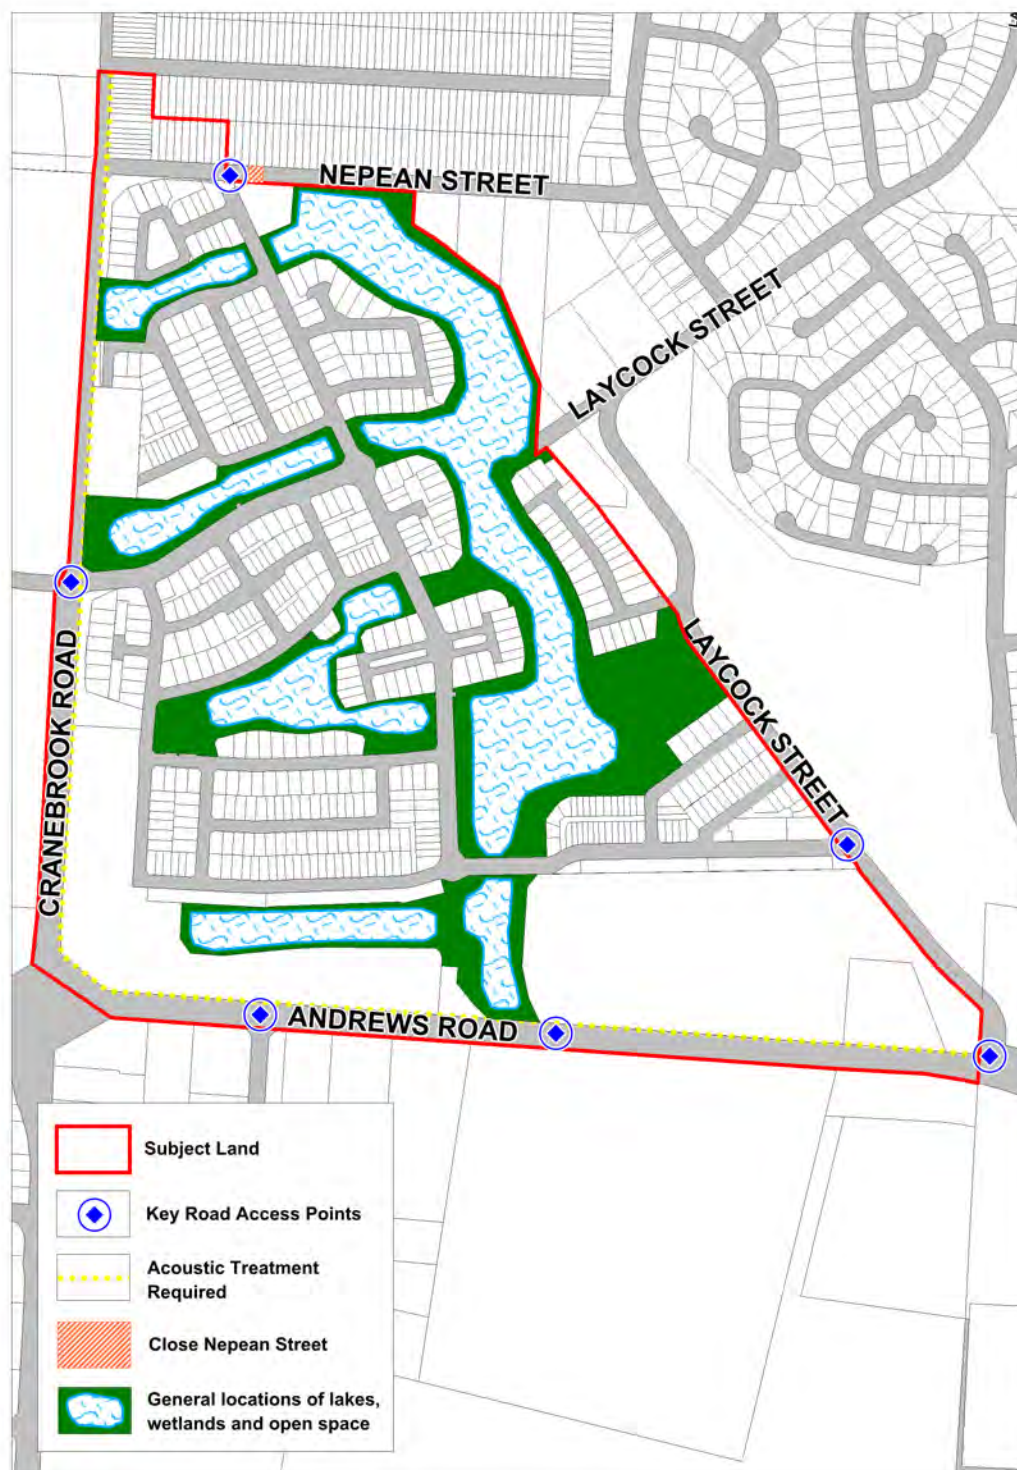 NEPEAN STREET
LAYCOCK STREET
LAYCOCK STREET
CRANEBROOK ROAD
ANDREWS ROAD
Subject Land
Key Road Access Points
Acoustic Treatment
Required
Close Nepean Street
General locations of lakes,
wetlands and open space